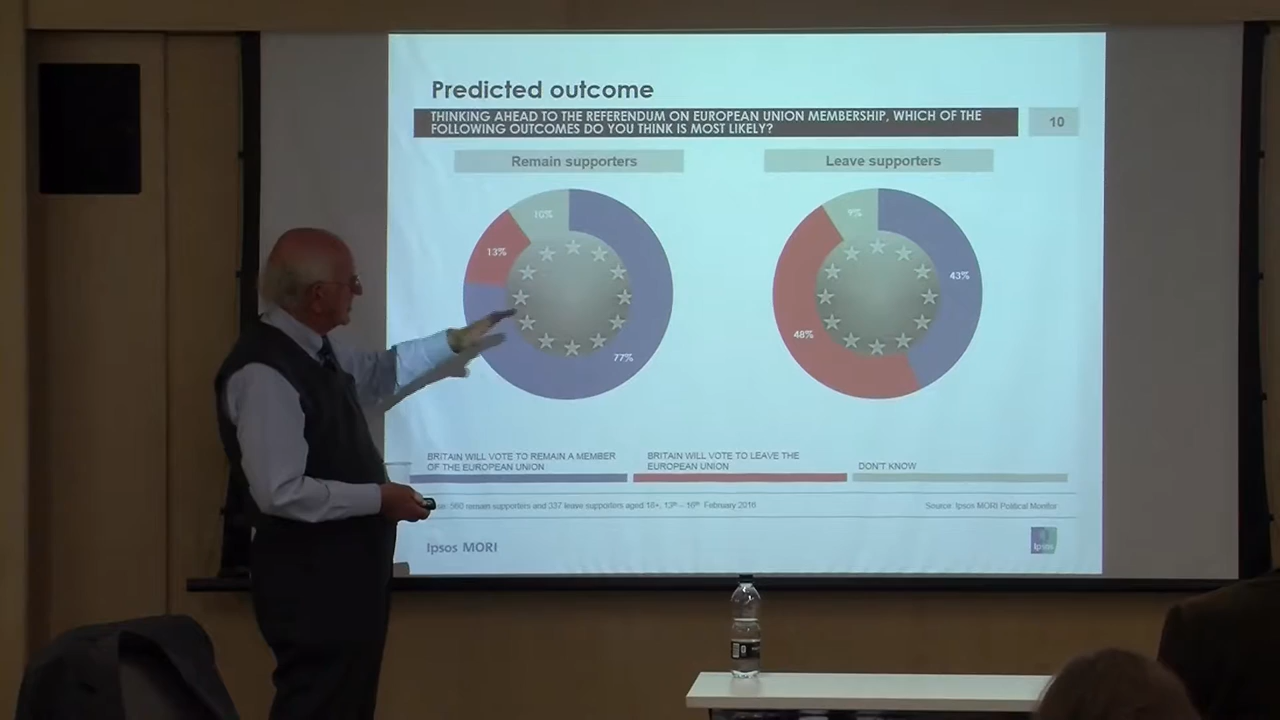 Predicted outcome
THINKING AHEAD TO THE REFERENDUM ON EUROPEAN UNION MEMBERSHIP, WHICH OF THE
FOLLOWING OUTCOMES DO YOU THINK IS MOST LIKELY?
10
Remain supporters
Leave supporters
10%
13%
77%
9%
43%
48%
BRITAIN WILL VOTE TO REMAIN A MEMBER
OF THE EUROPEAN UNION
BRITAIN WILL VOTE TO LEAVE THE
EUROPEAN UNION
DON'T KNOW
560 remain supporters and 337 leave supporters aged 18+, 13th – 16th February 2016
Source: Ipsos MORI Political Monitor
Ipsos MORI
Ipsos